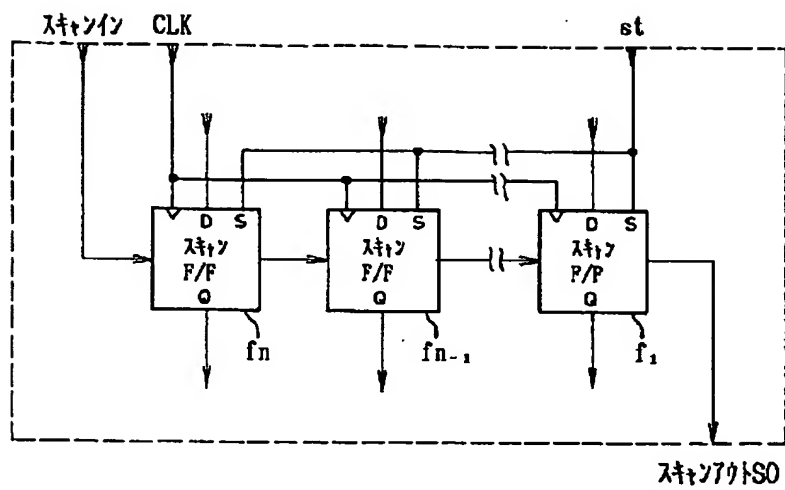 スキャンイン CLK st
D S D S D S
スキャン スキャン スキャン
F/F F/F F/F
Q Q Q
fn fn-1 f1
スキャンアウトSO